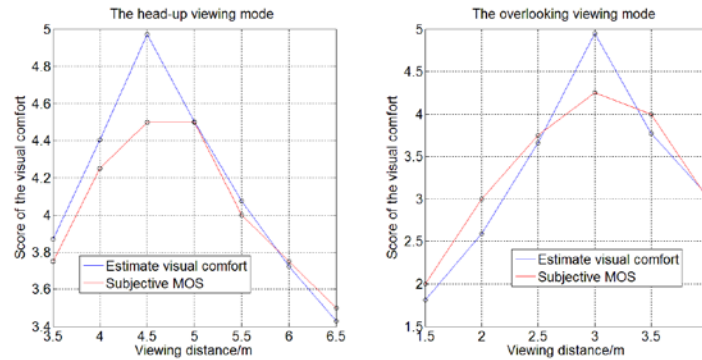 The head-up viewing mode
5
4.8
4.6
4.4
4.2
4
3.8
3.6
3.4
Score of the visual comfort
Estimate visual comfort
Subjective MOS
3.5 4 4.5 5 5.5 6 6.5
Viewing distance/m
The overlooking viewing mode
5
4.5
4
3.5
3
2.5
2
1.5
Score of the visual comfort
Estimate visual comfort
Subjective MOS
1.5 2 2.5 3 3.5
Viewing distance/m